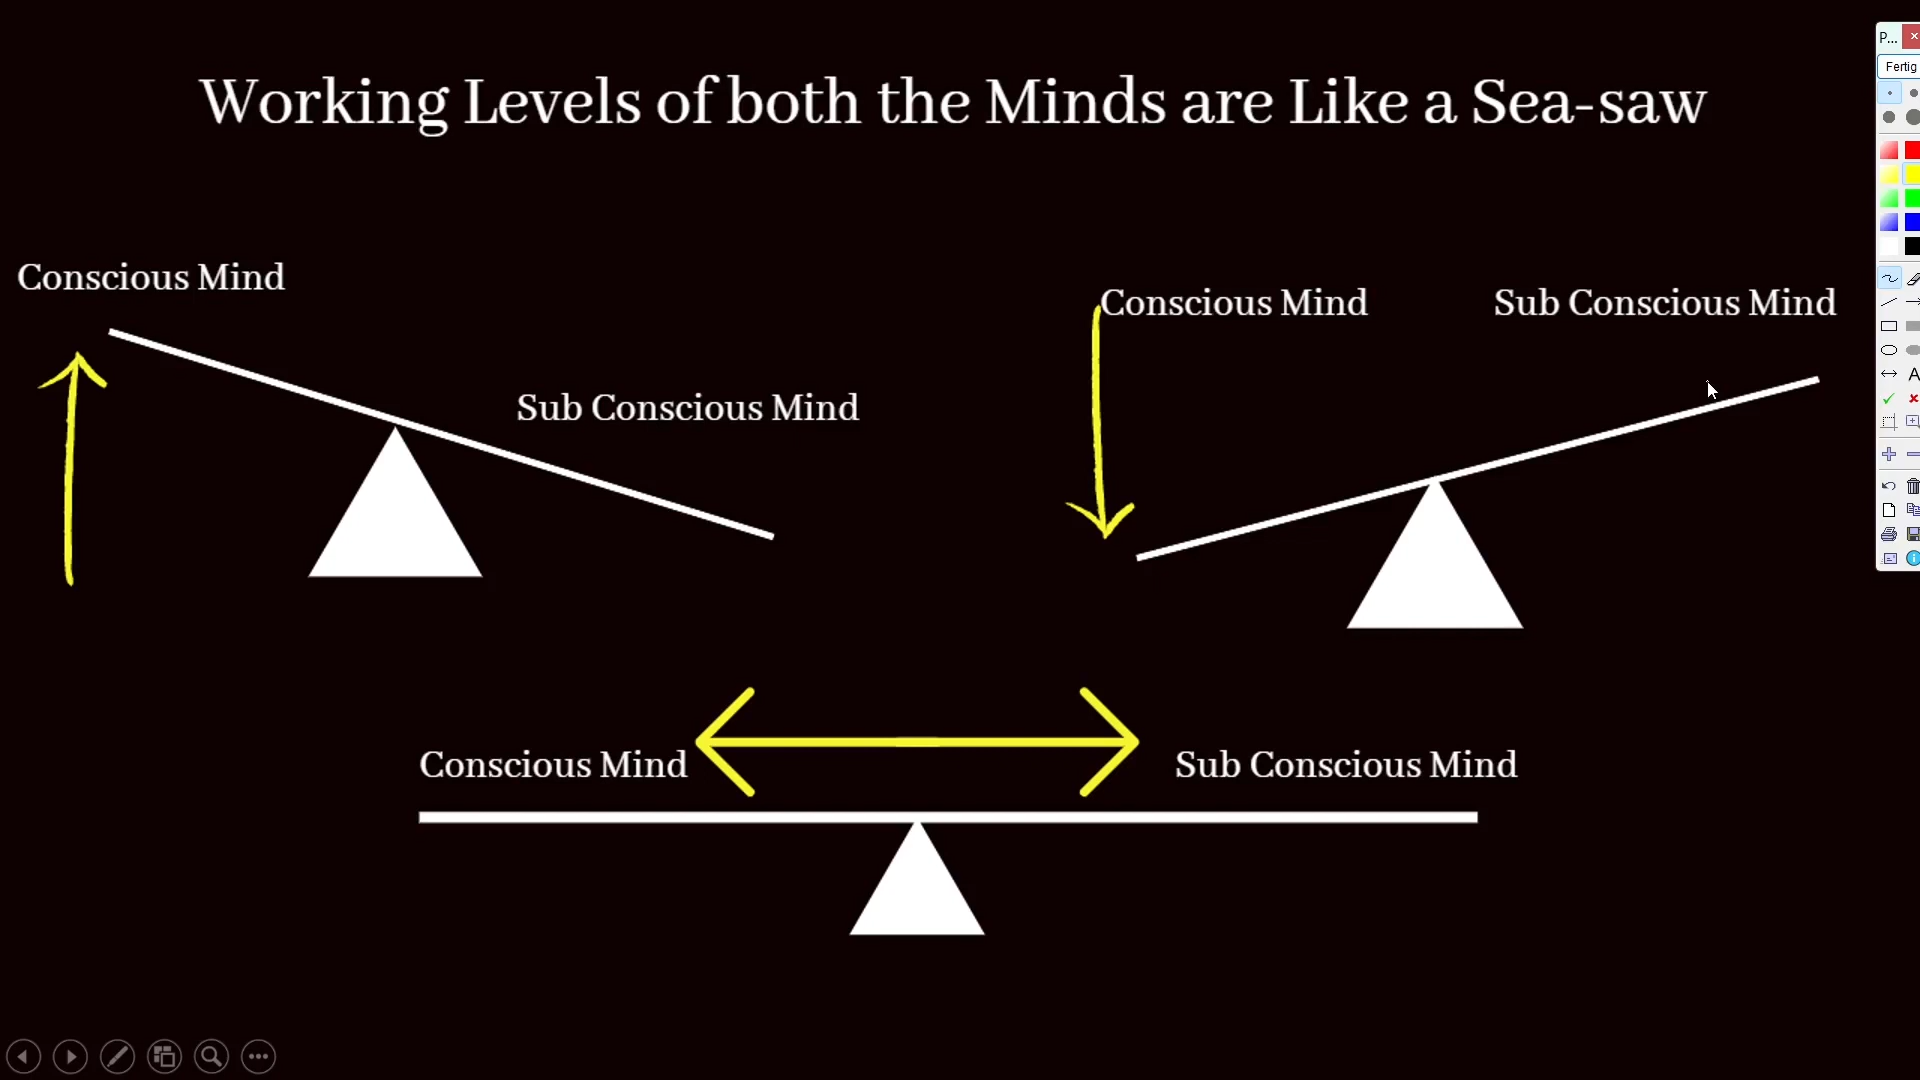 Working Levels of both the Minds are Like a Sea-saw
Conscious Mind
Sub Conscious Mind
Conscious Mind
Sub Conscious Mind
Conscious Mind
Sub Conscious Mind
P...
Fertig
A